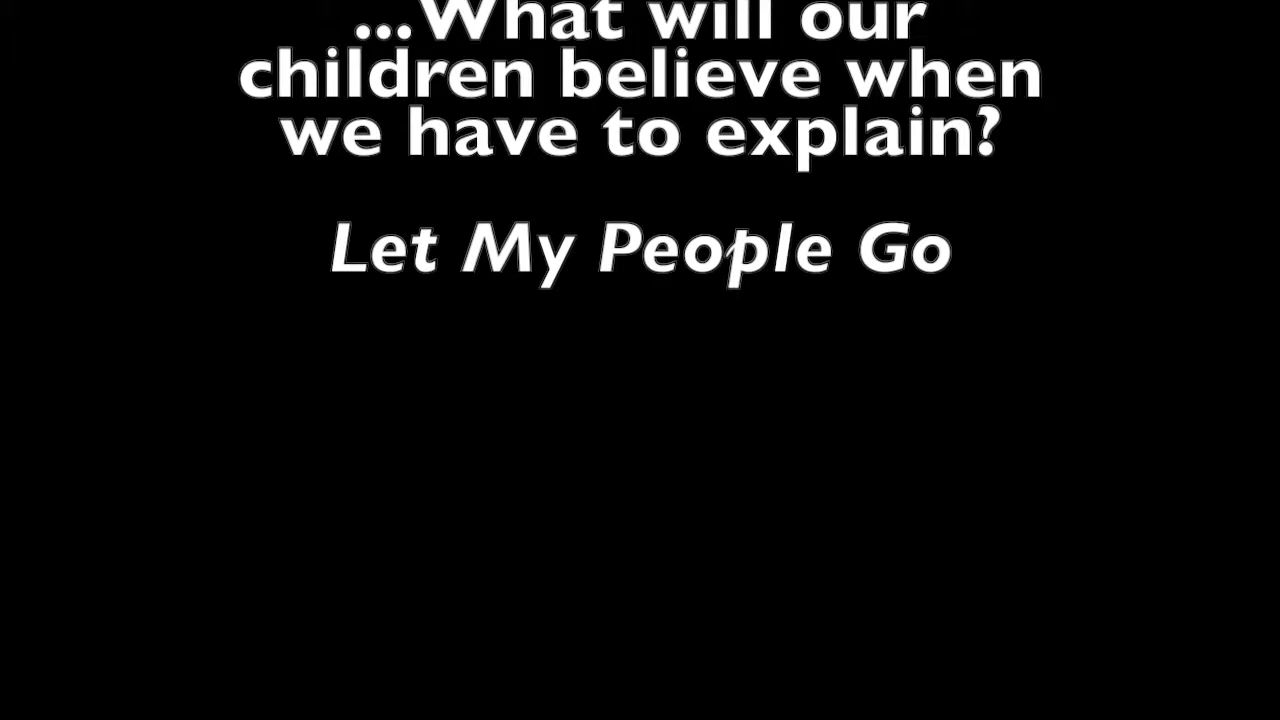 ...What will our
children believe when
we have to explain?
Let My People Go